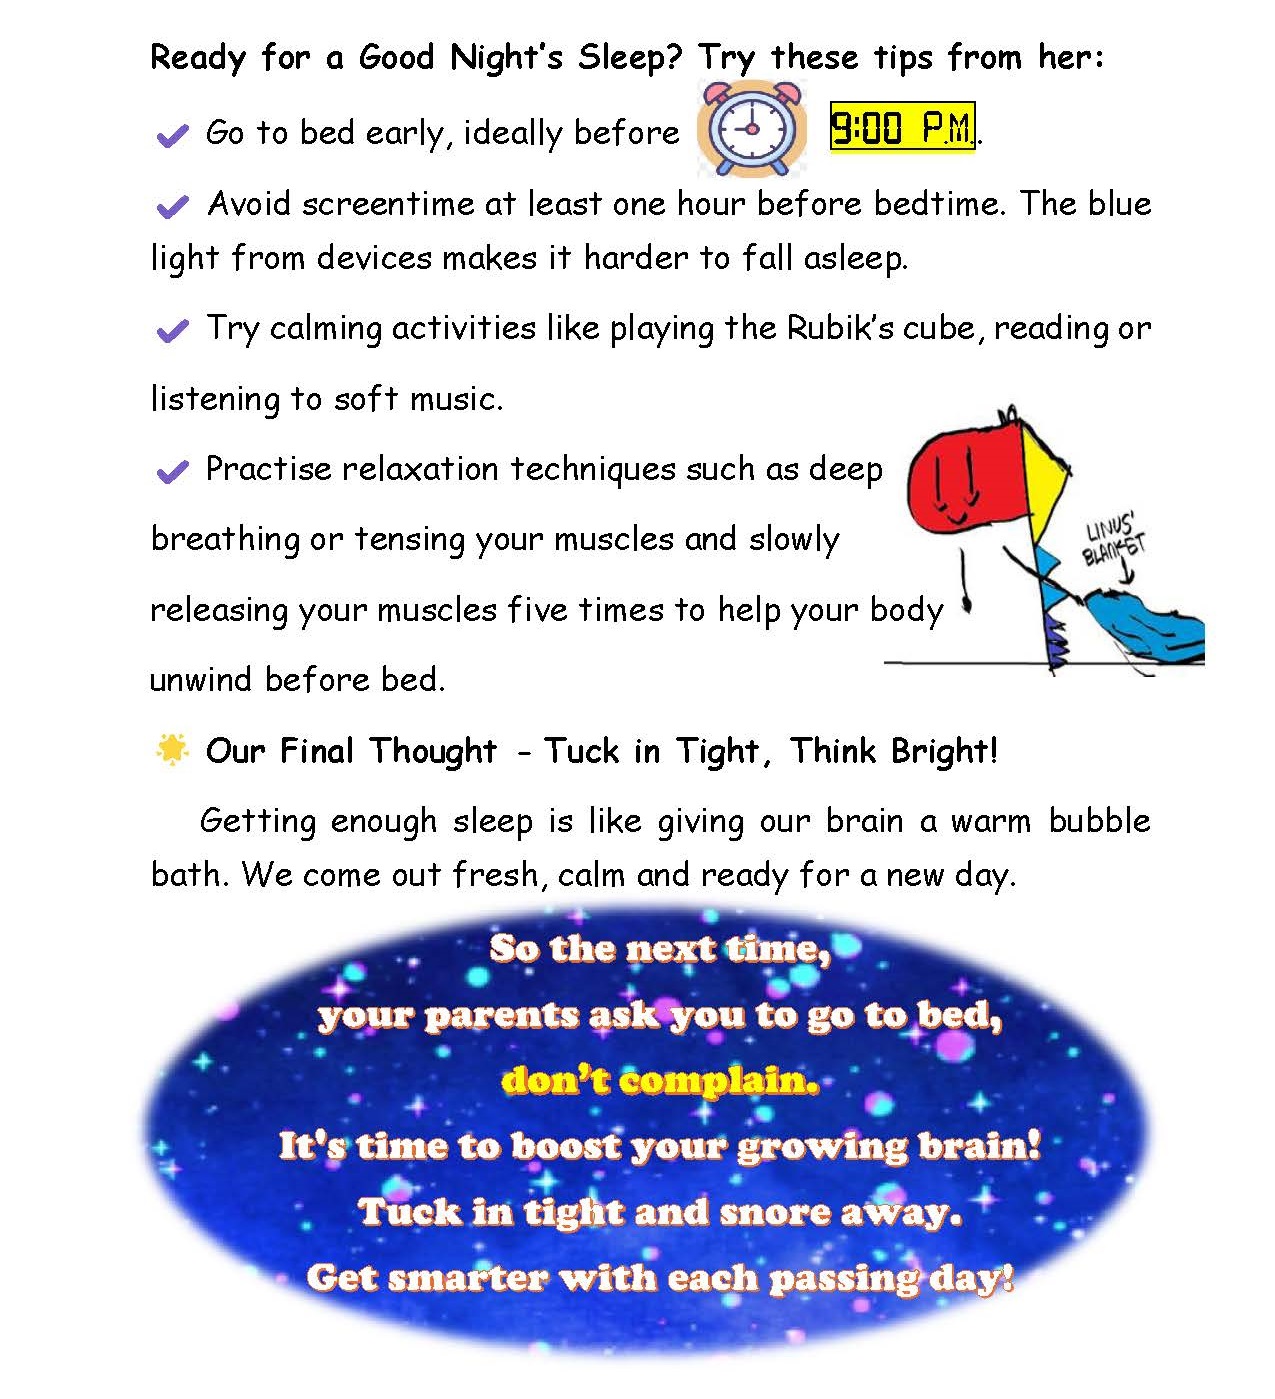 Ready for a Good Night's Sleep? Try these tips from her:
✔ Go to bed early, ideally before 9:00 P.M..
✔ Avoid screentime at least one hour before bedtime. The blue
light from devices makes it harder to fall asleep.
✔ Try calming activities like playing the Rubik's cube, reading or
listening to soft music.
✔ Practise relaxation techniques such as deep
breathing or tensing your muscles and slowly
releasing your muscles five times to help your body
unwind before bed.
LINUS'
BLANKET
🌟 Our Final Thought - Tuck in Tight, Think Bright!
Getting enough sleep is like giving our brain a warm bubble
bath. We come out fresh, calm and ready for a new day.
So the next time,
your parents ask you to go to bed,
don't complain.
It's time to boost your growing brain!
Tuck in tight and snore away.
Get smarter with each passing day!